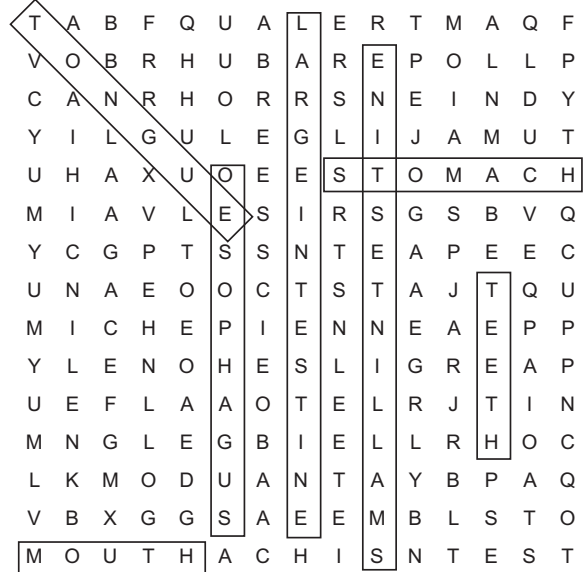 T A B F Q U A L E R T M A Q F
V O B R H U B A R E P O L L P
C A N R H O R R S N E I N D Y
Y I L G U L E G L I J A M U T
U H A X U O E E S T O M A C H
M I A V L E S I R S G S B V Q
Y C G P T S S N T E A P E E C
U N A E O O C T S T A J T Q U
M I C H E P I E N N E A E P P
Y L E N O H E S L I G R E A P
U E F L A A O T E L R J T I N
M N G L E G B I E L L R H O C
L K M O D U A N T A Y B P A Q
V B X G G S A E E M B L S T O
M O U T H A C H I S N T E S T